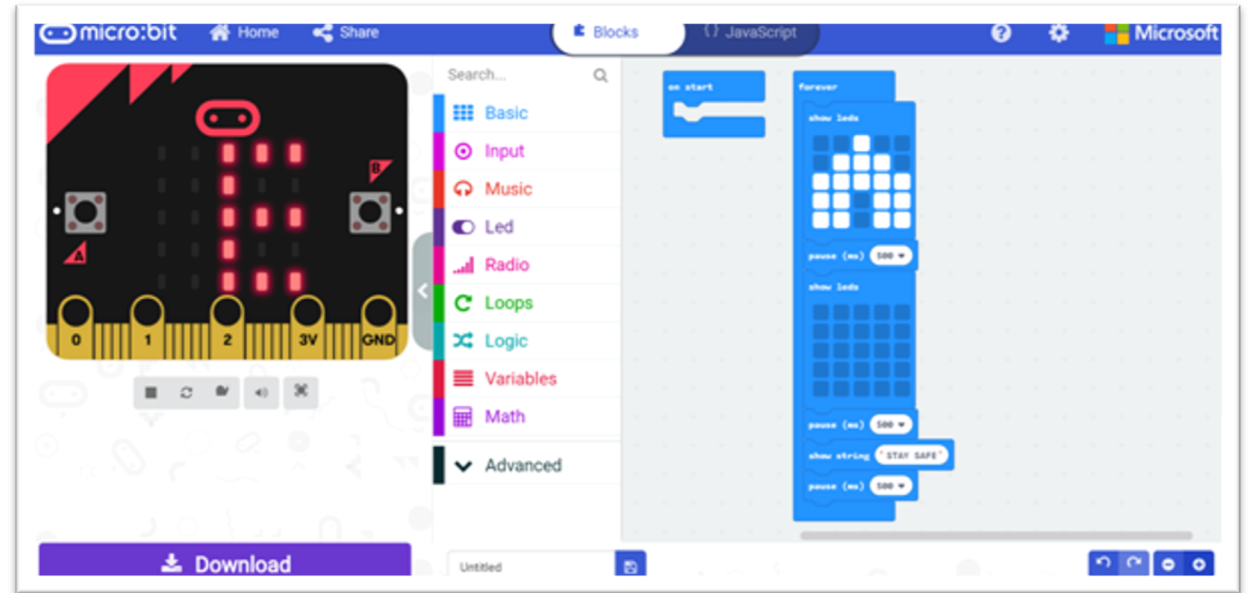 micro:bit Home Share Blocks {} JavaScript ? Microsoft
Search...
Basic
Input
Music
Led
Radio
Loops
Logic
Variables
Math
Advanced
A
B
0 1 2 3V GND
E
Download
Untitled
on start
forever
show leds
pause (ms) 500
show leds
pause (ms) 500
show string "STAY SAFE"
pause (ms) 500